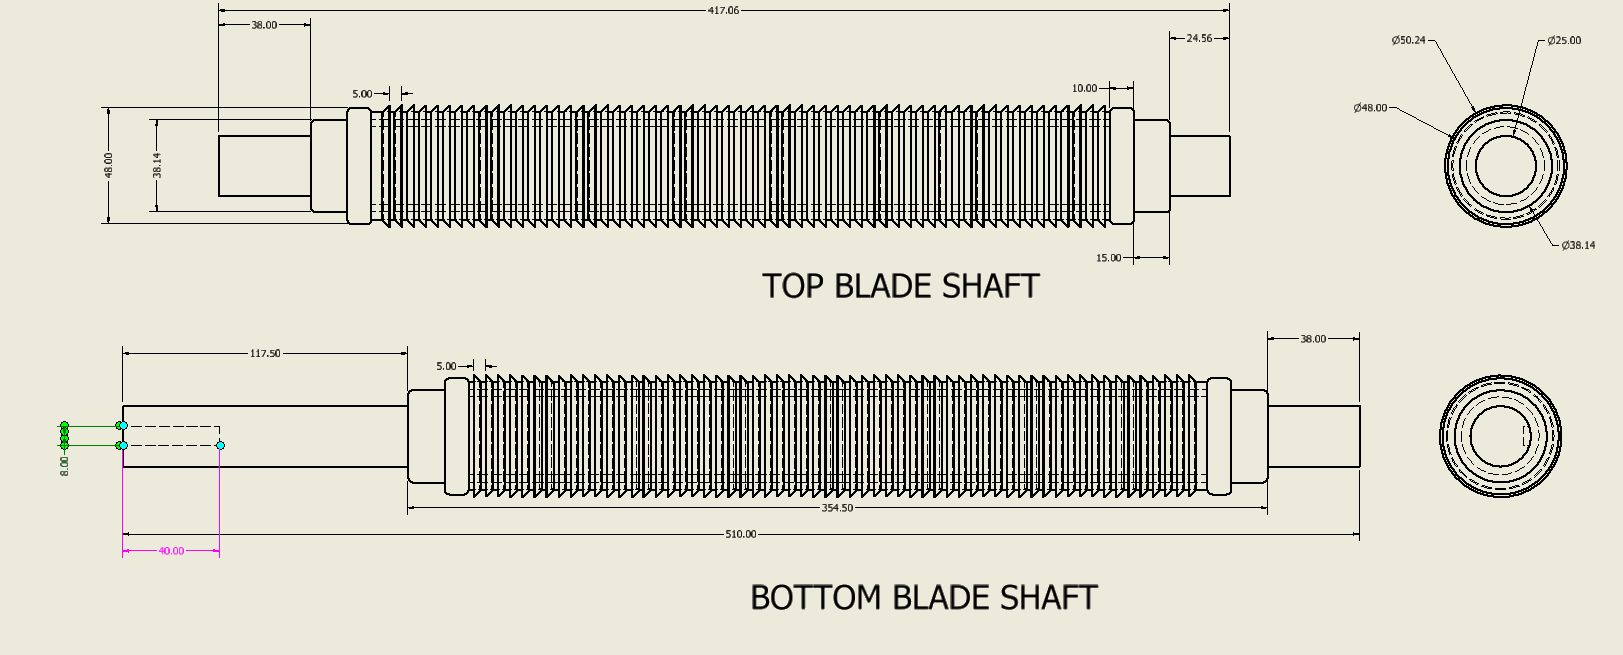 417.06
38.00
24.56
Ø50.24
Ø25.00
5.00
10.00
Ø48.00
48.00
38.14
Ø38.14
15.00
TOP BLADE SHAFT
117.50
38.00
5.00
8.00
354.50
510.00
40.00
BOTTOM BLADE SHAFT